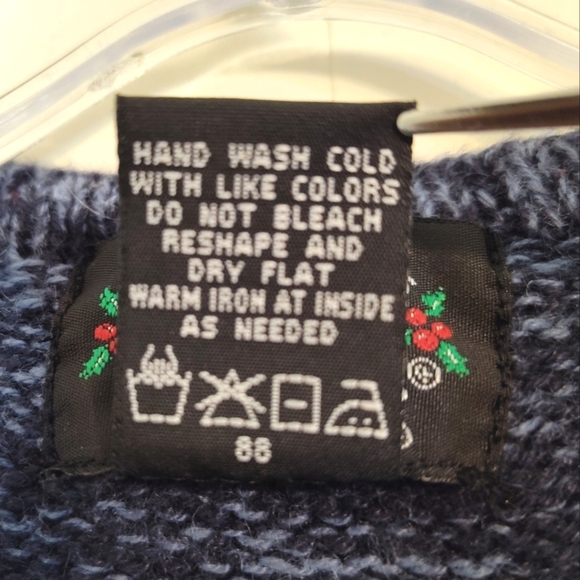 HAND WASH COLD
WITH LIKE COLORS
DO NOT BLEACH
RESHAPE AND
DRY FLAT
WARM IRON AT INSIDE
AS NEEDED
88